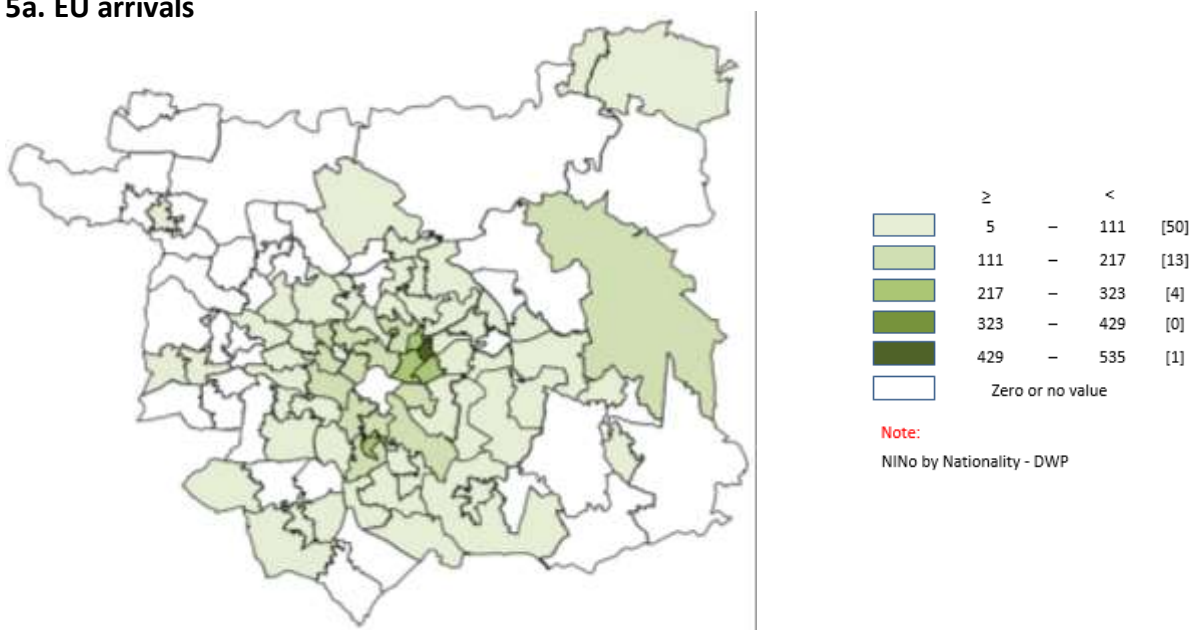 5a. EU arrivals
≥ <
5 – 111 [50]
111 – 217 [13]
217 – 323 [4]
323 – 429 [0]
429 – 535 [1]
Zero or no value
Note:
NINo by Nationality - DWP